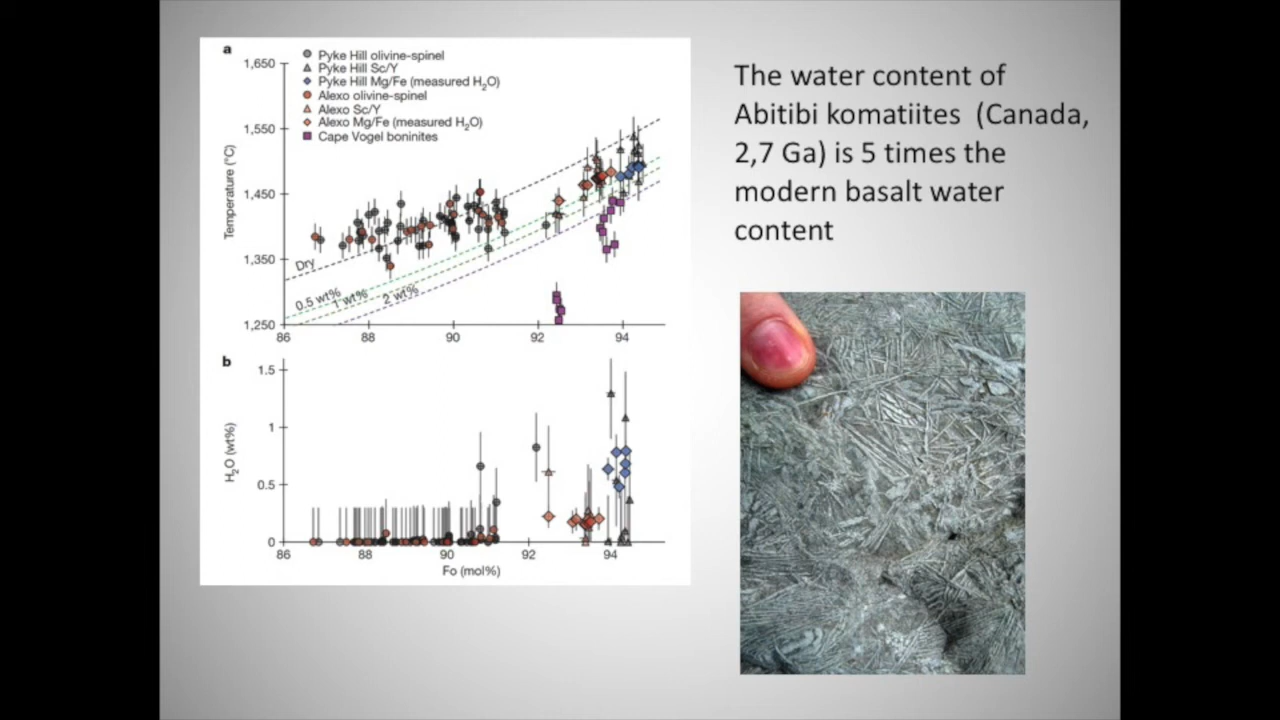 a
Pyke Hill olivine-spinel
Pyke Hill Sc/Y
Pyke Hill Mg/Fe (measured H2O)
Alexo olivine-spinel
Alexo Sc/Y
Alexo Mg/Fe (measured H2O)
Cape Vogel boninites
1,650
1,550
1,450
1,350
1,250
Temperature (°C)
Dry
0.5 wt%
1 wt%
2 wt%
86 88 90 92 94
b
1.5
1
0.5
0
H2O (wt%)
86 88 90 92 94
Fo (mol%)
The water content of
Abitibi komatiites (Canada,
2,7 Ga) is 5 times the
modern basalt water
content